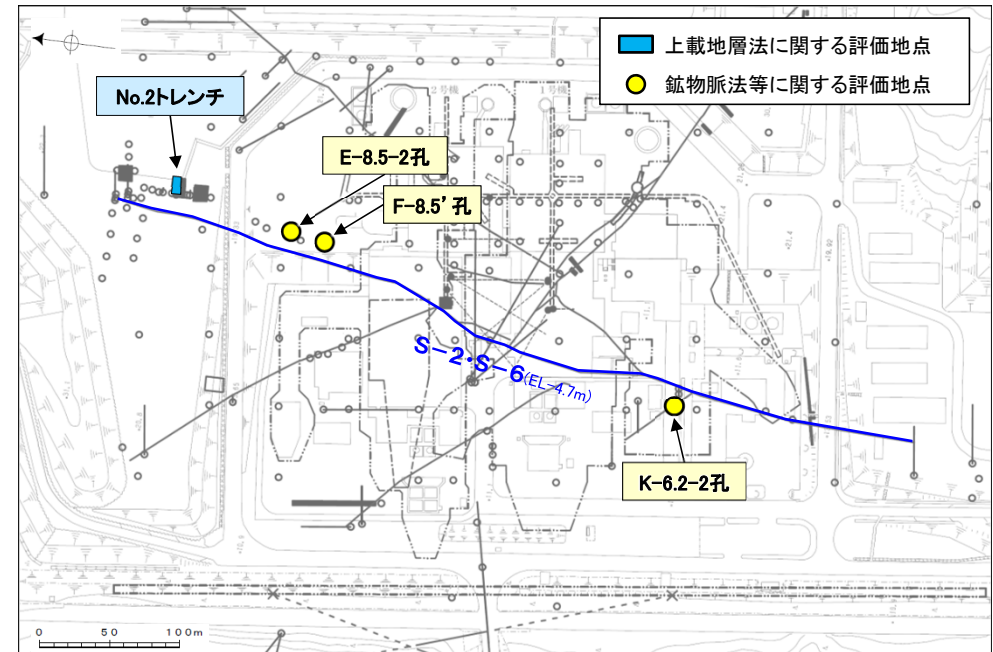 上載地層法に関する評価地点
鉱物脈法等に関する評価地点
No.2トレンチ
2号機
1号機
E-8.5-2孔
F-8.5’孔
S-2・S-6(EL-4.7m)
K-6.2-2孔
0 50 100m